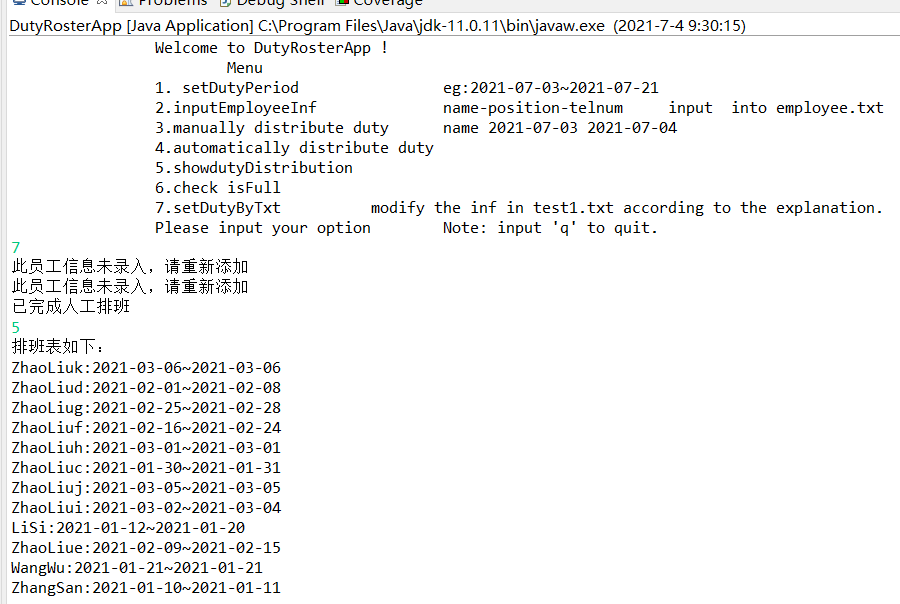 Console Problems Debug Shell Coverage
DutyRosterApp [Java Application] C:\Program Files\Java\jdk-11.0.11\bin\javaw.exe (2021-7-4 9:30:15)
Welcome to DutyRosterApp !
Menu
1. setDutyPeriod eg:2021-07-03~2021-07-21
2.inputEmployeeInf name-position-telnum input into employee.txt
3.manually distribute duty name 2021-07-03 2021-07-04
4.automatically distribute duty
5.showdutyDistribution
6.check isFull
7.setDutyByTxt modify the inf in test1.txt according to the explanation.
Please input your option Note: input 'q' to quit.
7
此员工信息未录入，请重新添加
此员工信息未录入，请重新添加
已完成人工排班
5
排班表如下：
ZhaoLiuk:2021-03-06~2021-03-06
ZhaoLiud:2021-02-01~2021-02-08
ZhaoLiug:2021-02-25~2021-02-28
ZhaoLiuf:2021-02-16~2021-02-24
ZhaoLiuh:2021-03-01~2021-03-01
ZhaoLiuc:2021-01-30~2021-01-31
ZhaoLiuj:2021-03-05~2021-03-05
ZhaoLiui:2021-03-02~2021-03-04
LiSi:2021-01-12~2021-01-20
ZhaoLiue:2021-02-09~2021-02-15
WangWu:2021-01-21~2021-01-21
ZhangSan:2021-01-10~2021-01-11